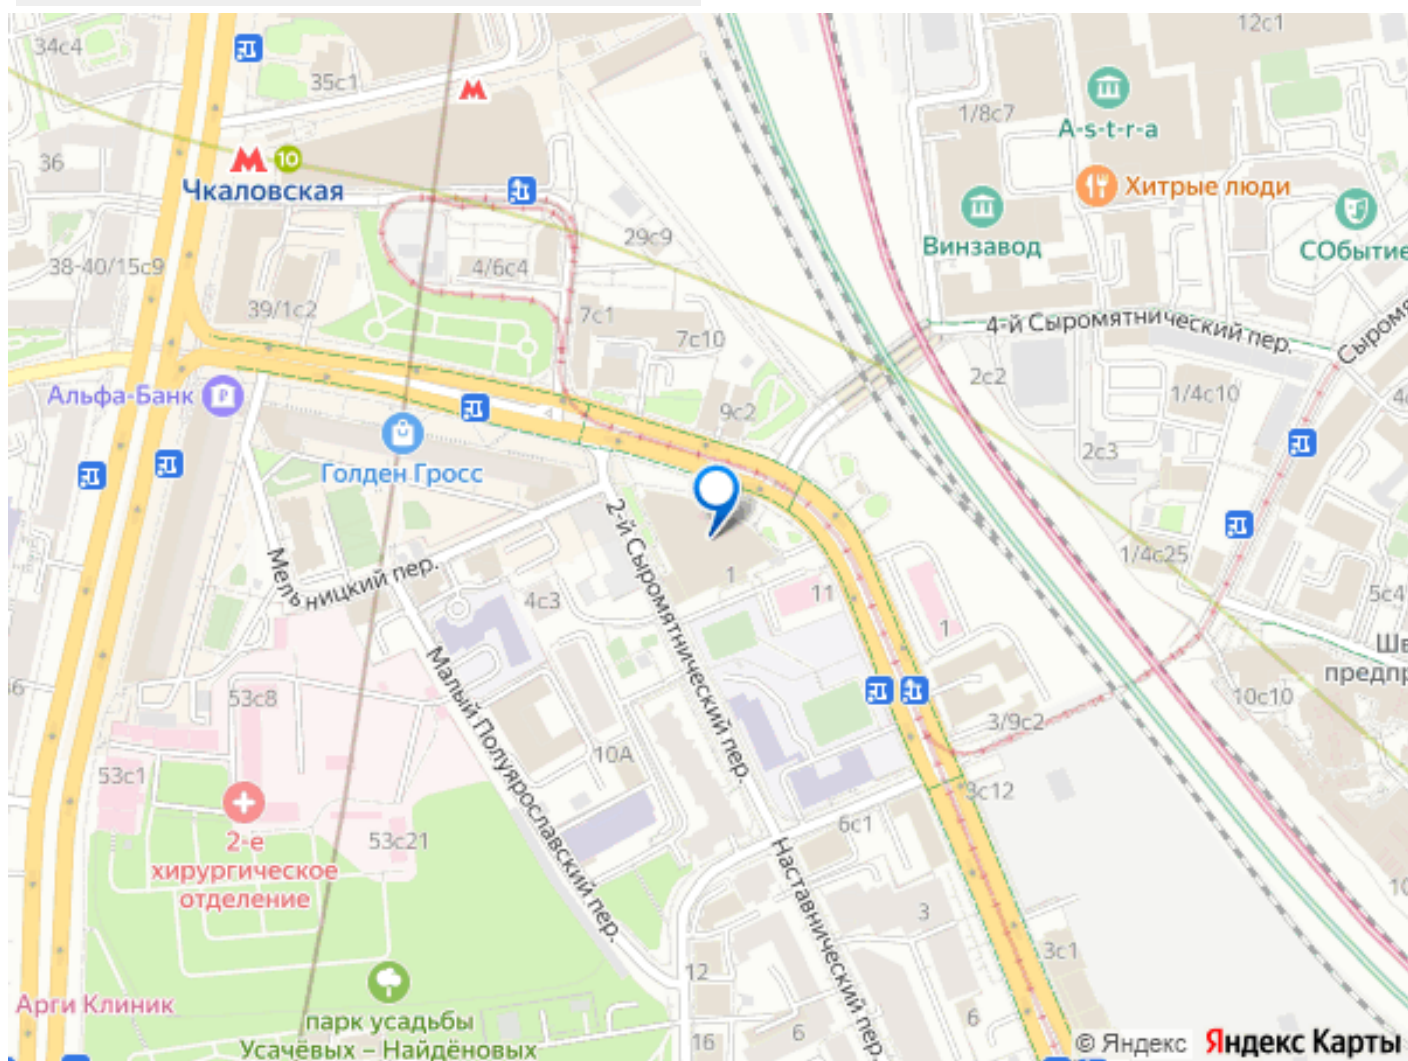 34с4
12с1
35с1
1/8с7
A-s-t-r-a
36
10
Чкаловская
Хитрые люди
29с9
Винзавод
СОбытие
38-40/15с9
4/6с4
39/1с2
7с1
7с10
4-й Сыромятнический пер.
Сыромя
2с2
Альфа-Банк
1/4с10
9с2
2с3
Голден Гросс
2-й Сыромятнический пер.
Мельницкий пер.
1/4с25
1
4с3
11
1
5с4
Шв
предпр
Малый Полуярославский пер.
53с8
10с10
3/9с2
10А
53с1
3с12
6с1
2-е
хирургическое
отделение
53с21
Наставнический пер.
3
3с1
12
Арги Клиник
парк усадьбы
Усачёвых – Найдёновых
16
6
6
© Яндекс
Яндекс Карты